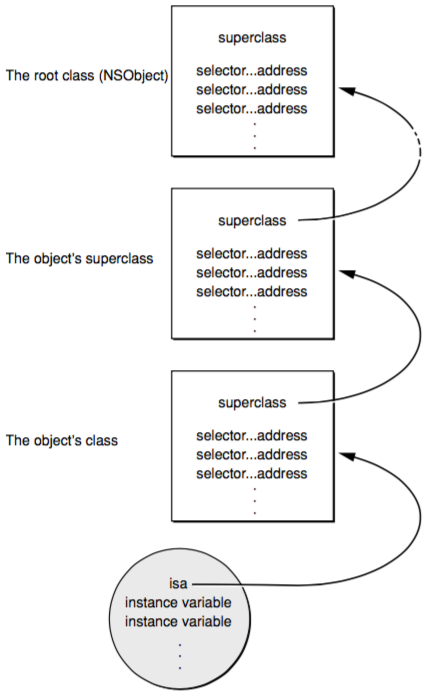 superclass
The root class (NSObject)
selector...address
selector...address
selector...address
superclass
The object's superclass
selector...address
selector...address
selector...address
superclass
The object's class
selector...address
selector...address
selector...address
isa
instance variable
instance variable